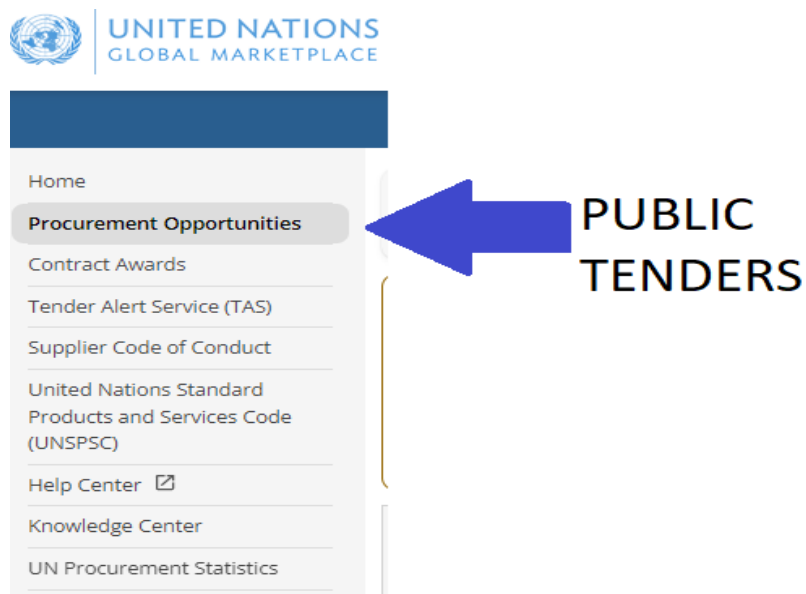 UNITED NATIONS
GLOBAL MARKETPLACE
Home
Procurement Opportunities
Contract Awards
Tender Alert Service (TAS)
Supplier Code of Conduct
United Nations Standard
Products and Services Code
(UNSPSC)
Help Center
Knowledge Center
UN Procurement Statistics
PUBLIC
TENDERS